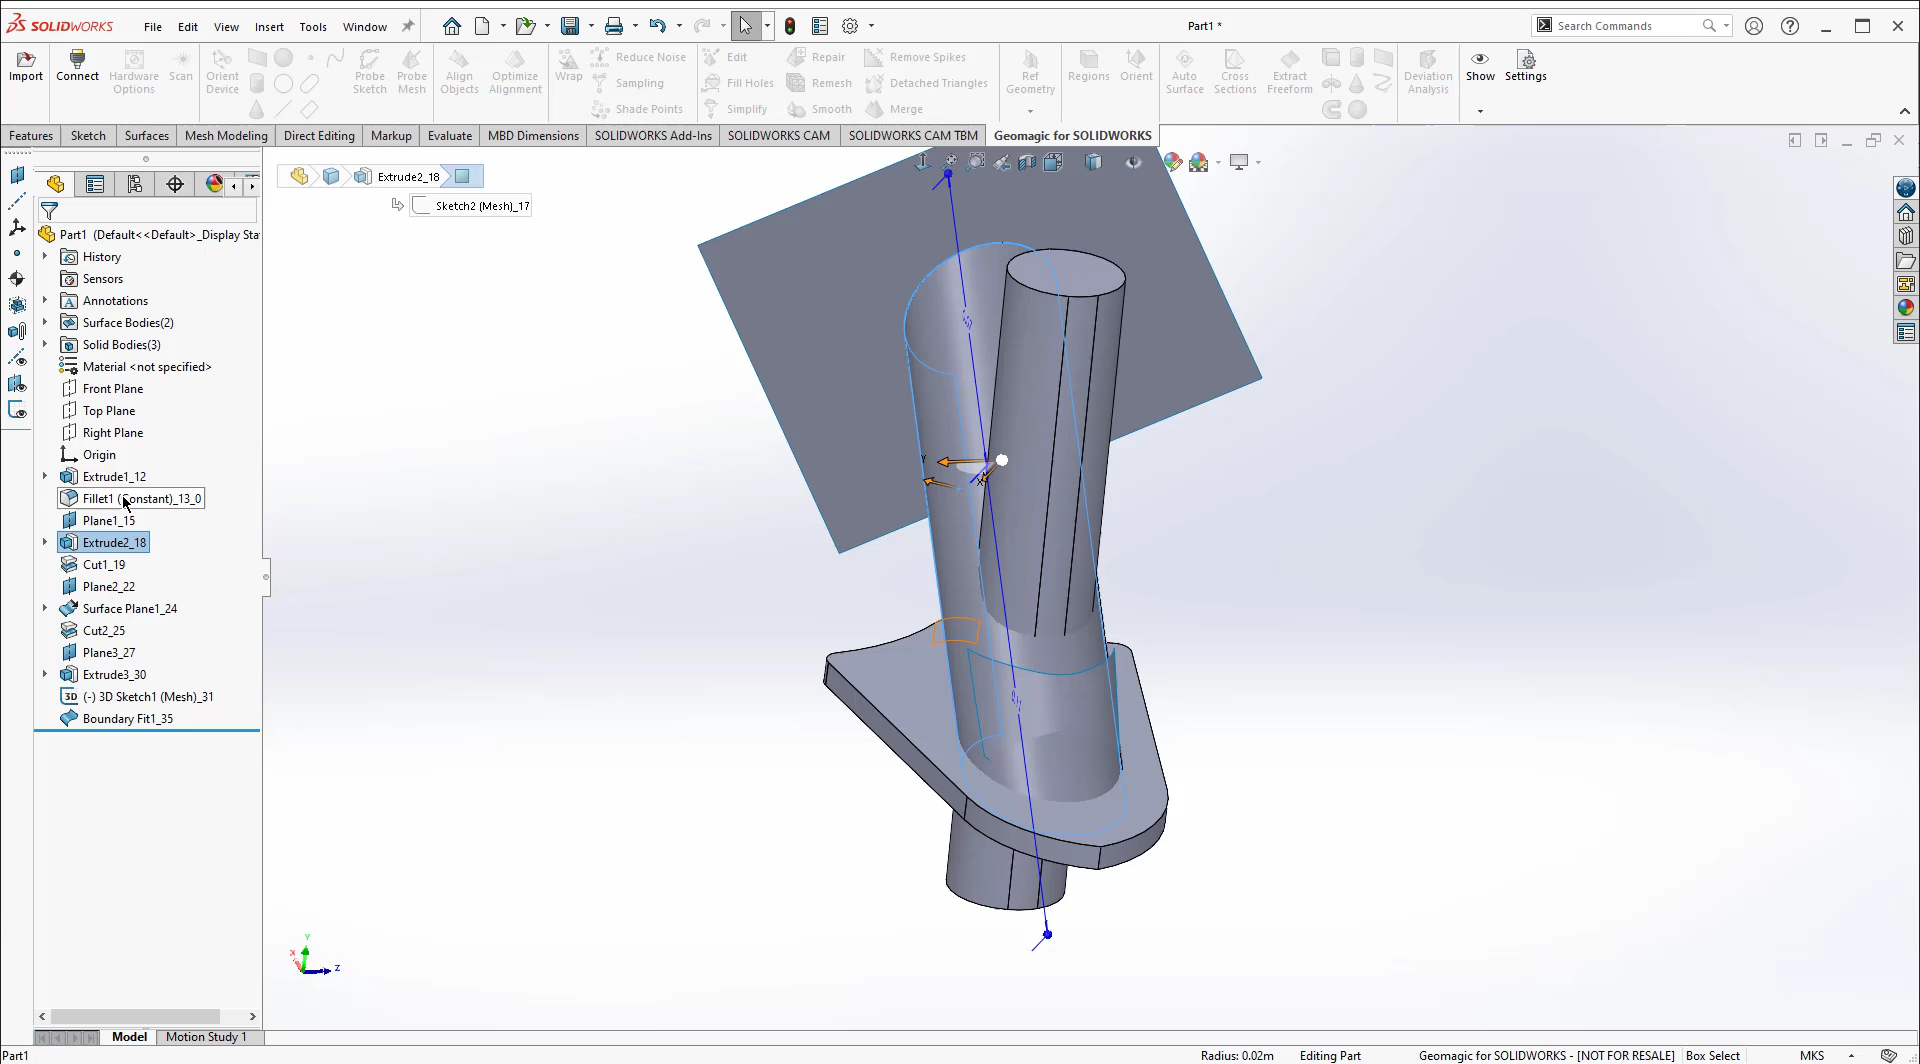 SOLIDWORKS
File Edit View Insert Tools Window
Part1 *
Search Commands
Import
Connect
Hardware Options
Scan
Orient Device
Probe Sketch
Probe Mesh
Align Objects
Optimize Alignment
Wrap
Reduce Noise
Sampling
Shade Points
Edit
Fill Holes
Simplify
Repair
Remesh
Smooth
Remove Spikes
Detached Triangles
Merge
Ref Geometry
Regions
Orient
Auto Surface
Cross Sections
Extract Freeform
Deviation Analysis
Show
Settings
Features Sketch Surfaces Mesh Modeling Direct Editing Markup Evaluate MBD Dimensions SOLIDWORKS Add-Ins SOLIDWORKS CAM SOLIDWORKS CAM TBM Geomagic for SOLIDWORKS
Extrude2_18
Sketch2 (Mesh)_17
Part1 (Default<<Default>_Display Sta
History
Sensors
Annotations
Surface Bodies(2)
Solid Bodies(3)
Material <not specified>
Front Plane
Top Plane
Right Plane
Origin
Extrude1_12
Fillet1 (Constant)_13_0
Plane1_15
Extrude2_18
Cut1_19
Plane2_22
Surface Plane1_24
Cut2_25
Plane3_27
Extrude3_30
3D (-) 3D Sketch1 (Mesh)_31
Boundary Fit1_35
Y
X
Y
X
Z
Model Motion Study 1
Part1
Radius: 0.02m Editing Part Geomagic for SOLIDWORKS - [NOT FOR RESALE] Box Select MKS